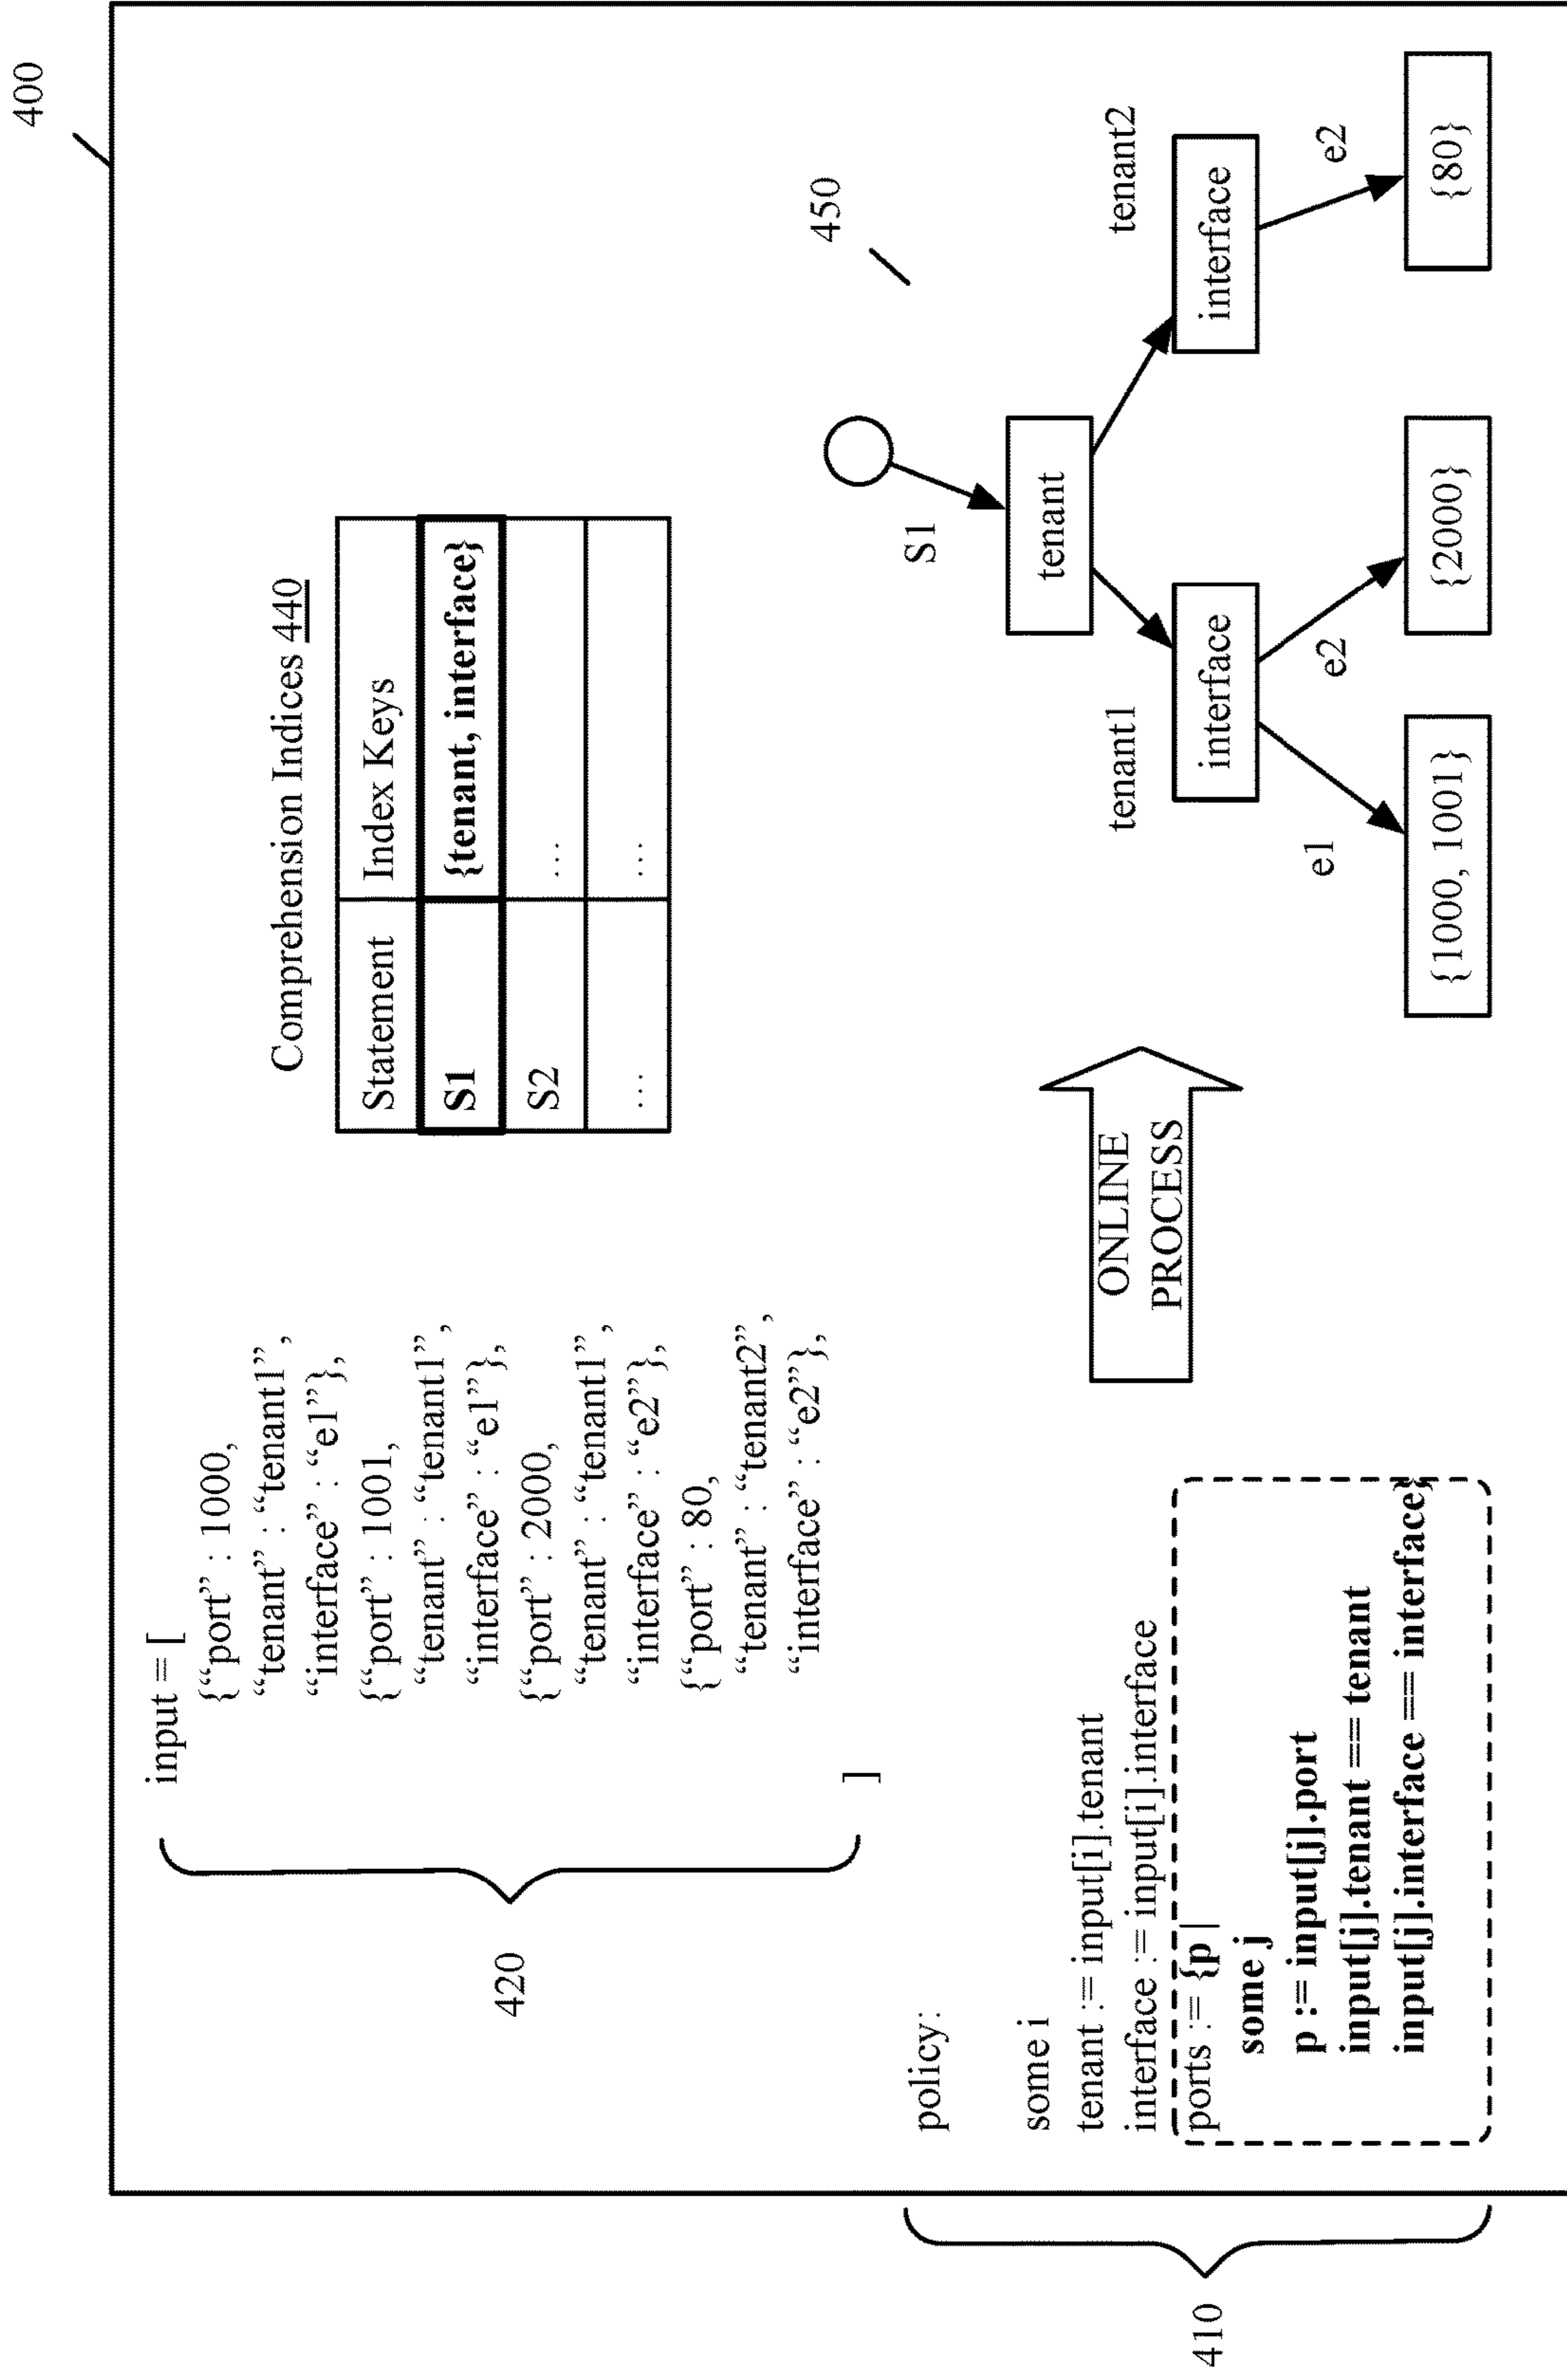 400
input = [
{“port” : 1000,
“tenant” : “tenant1”,
“interface” : “e1”},
{“port” : 1001,
“tenant” : “tenant1”,
“interface” : “e1”},
{“port” : 2000,
“tenant” : “tenant1”,
“interface” : “e2”},
{“port” : 80,
“tenant” : “tenant2”,
“interface” : “e2”},
]
420
Comprehension Indices 440
Statement Index Keys
S1 {tenant, interface}
S2 ...
... ...
policy:
some i
tenant := input[i].tenant
interface := input[i].interface
ports := {p |
some j
p := input[j].port
input[j].tenant == tenant
input[j].interface == interface}
410
ONLINE
PROCESS
450
S1
tenant
tenant1
tenant2
interface
interface
e1
e2
e2
{1000, 1001}
{2000}
{80}